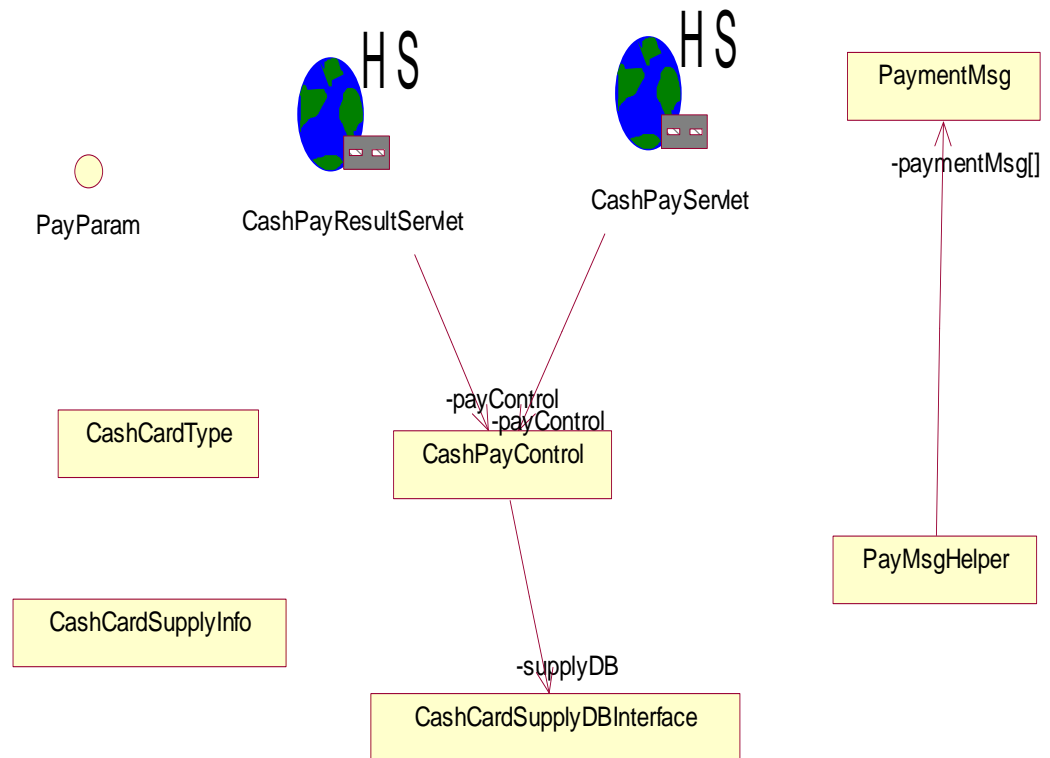 H S
H S
PaymentMsg
-paymentMsg[]
PayParam
CashPayResultServlet
CashPayServlet
-payControl
-payControl
CashCardType
CashPayControl
PayMsgHelper
CashCardSupplyInfo
-supplyDB
CashCardSupplyDBInterface